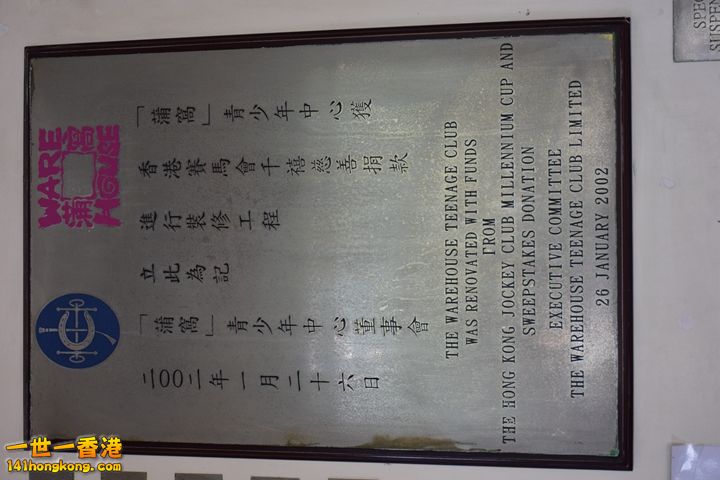 WARE
蒲窩
HOUSE
「蒲窩」青少年中心獲
香港賽馬會千禧慈善捐款
進行裝修工程
立此為記
「蒲窩」青少年中心董事會
二〇〇二年一月二十六日
THE WAREHOUSE TEENAGE CLUB
WAS RENOVATED WITH FUNDS
FROM
THE HONG KONG JOCKEY CLUB MILLENNIUM CUP AND
SWEEPSTAKES DONATION
EXECUTIVE COMMITTEE
THE WAREHOUSE TEENAGE CLUB LIMITED
26 JANUARY 2002
一世一香港
141hongkong.com